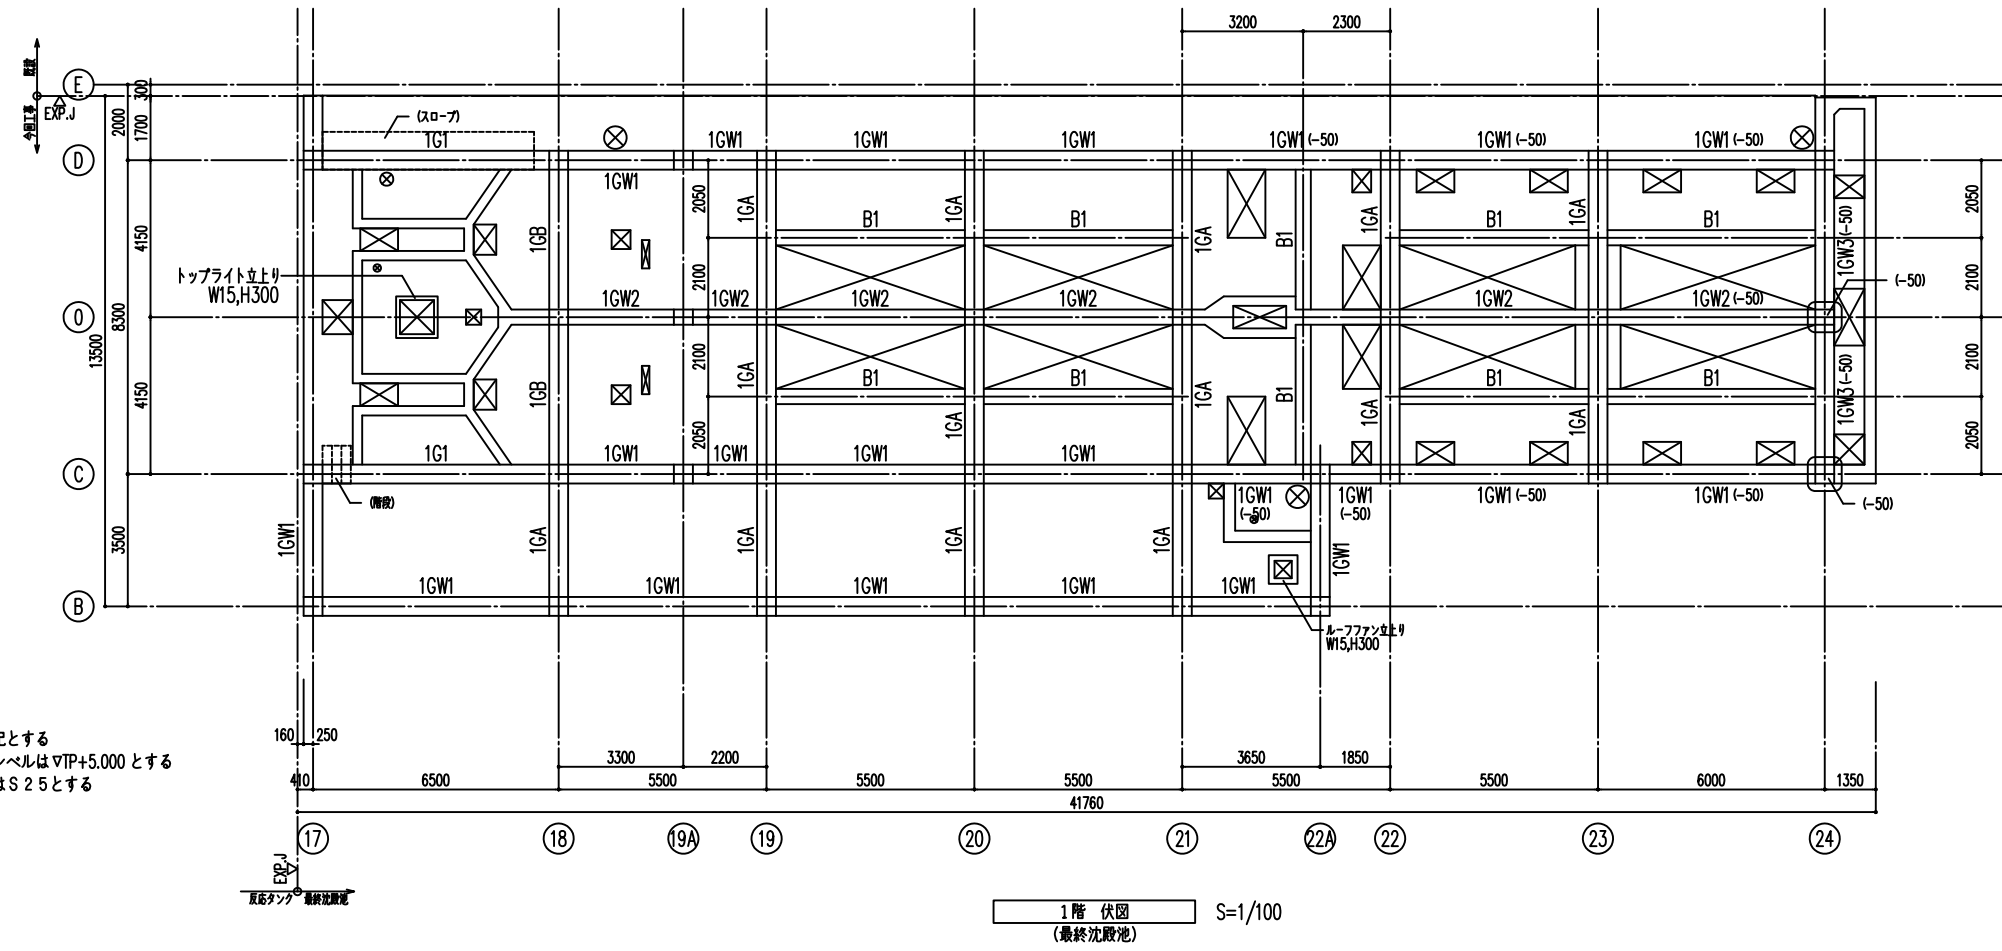 3200 2300
既設
E
300
今回工事
EXP.J
2000
1700
(スロープ)
1G1
1GW1 1GW1 1GW1 1GW1 (-50) 1GW1 (-50) 1GW1 (-50)
D
1GW1
2050
1GA
1GA
1GA
1GA
2050
B1 B1 B1 B1
4150
1GB
1GA
B1
1GW3 (-50)
トップライト立上り
W15,H300
2100
2100
(-50)
1GW2 1GW2 1GW2 1GW2 1GW2 1GW2 (-50)
O
8300
13500
2100
2100
1GA
B1 B1 B1 B1
4150
1GB
1GA
B1
1GW3 (-50)
1GA
1GA
1GA
2050
2050
1G1 1GW1 1GW1 1GW1 1GW1
C
(階段)
1GW1
(-50)
1GW1
(-50)
1GW1 (-50) 1GW1 (-50)
(-50)
3500
1GW1
1GA
1GA
1GA
1GA
1GW1
1GW1 1GW1 1GW1 1GW1 1GW1
B
ルーフファン立上り
W15,H300
記とする
レベルは▽TP+5.000 とする
はS25とする
160 250
3300 2200 3650 1850
410 6500 5500 5500 5500 5500 5500 6000 1350
41760
17 18 19A 19 20 21 22A 22 23 24
EXP.J
反応タンク 最終沈殿池
1階 伏図 S=1/100
(最終沈殿池)